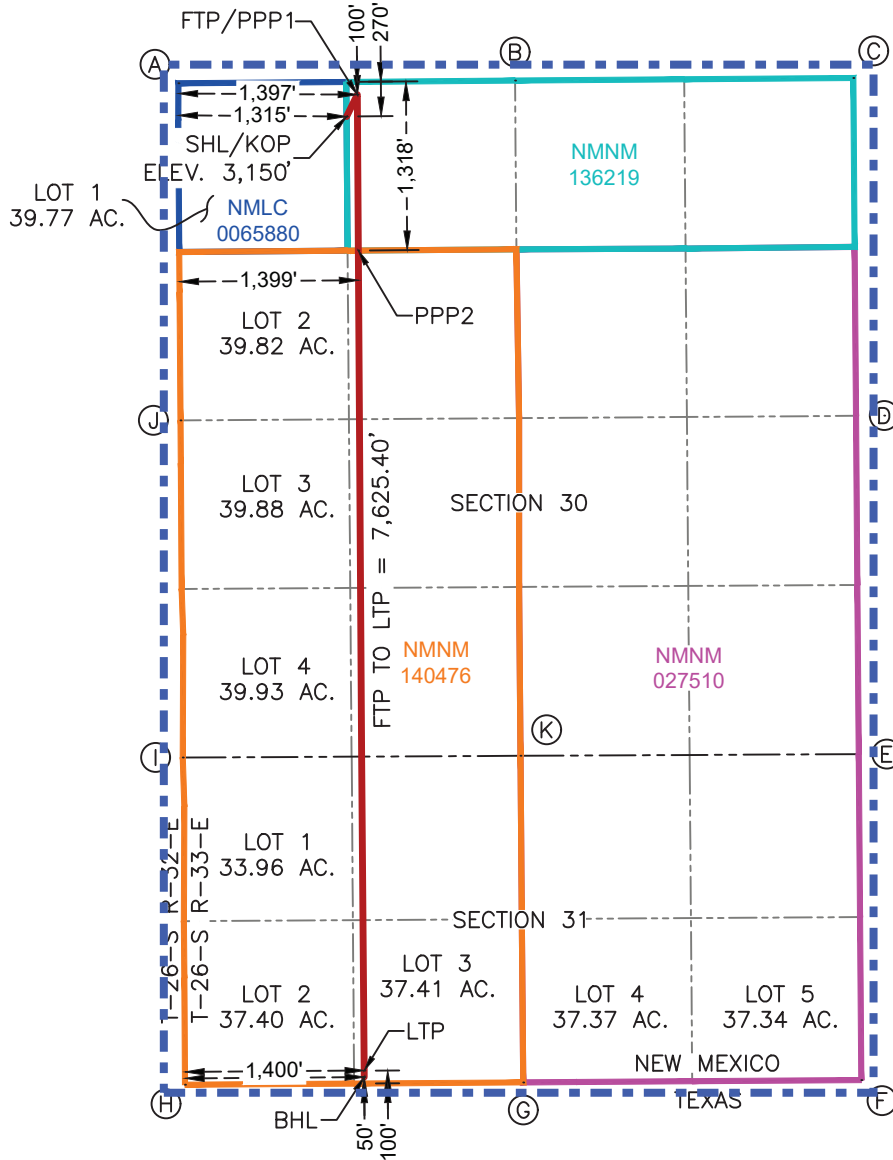 FTP/PPP1
100'
270'
A
B
C
1,397'
1,315'
SHL/KOP
ELEV. 3,150'
1,318'
NMNM
136219
LOT 1
39.77 AC.
NMLC
0065880
1,399'
PPP2
LOT 2
39.82 AC.
J
D
LOT 3
39.88 AC.
SECTION 30
FTP TO LTP = 7,625.40'
LOT 4
39.93 AC.
NMNM
140476
NMNM
027510
K
I
E
T-26-S R-32-E
T-26-S R-33-E
LOT 1
33.96 AC.
SECTION 31
LOT 2
37.40 AC.
LOT 3
37.41 AC.
LOT 4
37.37 AC.
LOT 5
37.34 AC.
LTP
1,400'
NEW MEXICO
TEXAS
H
G
F
BHL
50'
100'